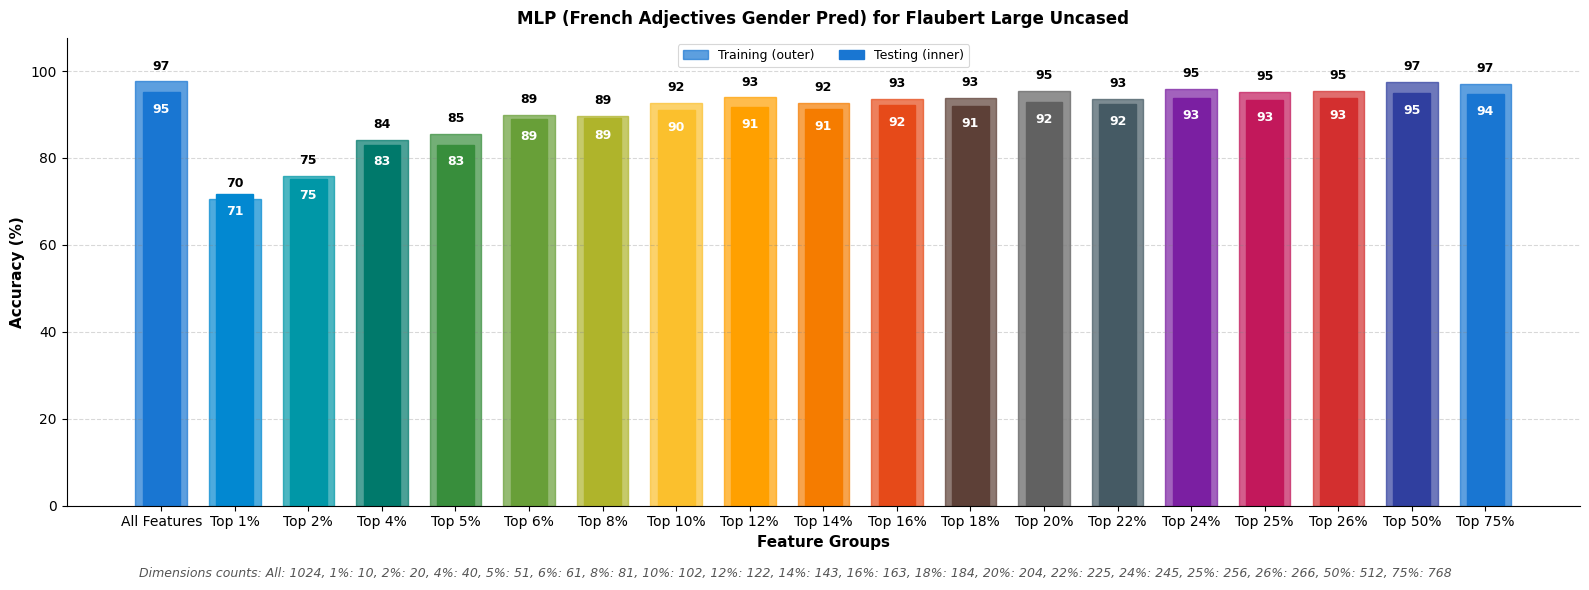 MLP (French Adjectives Gender Pred) for Flaubert Large Uncased
Training (outer) Testing (inner)
Accuracy (%)
100
80
60
40
20
0
97 70 75 84 85 89 89 92 93 92 93 93 95 93 95 95 95 97 97
95 71 75 83 83 89 89 90 91 91 92 91 92 92 93 93 93 95 94
All Features Top 1% Top 2% Top 4% Top 5% Top 6% Top 8% Top 10% Top 12% Top 14% Top 16% Top 18% Top 20% Top 22% Top 24% Top 25% Top 26% Top 50% Top 75%
Feature Groups
Dimensions counts: All: 1024, 1%: 10, 2%: 20, 4%: 40, 5%: 51, 6%: 61, 8%: 81, 10%: 102, 12%: 122, 14%: 143, 16%: 163, 18%: 184, 20%: 204, 22%: 225, 24%: 245, 25%: 256, 26%: 266, 50%: 512, 75%: 768